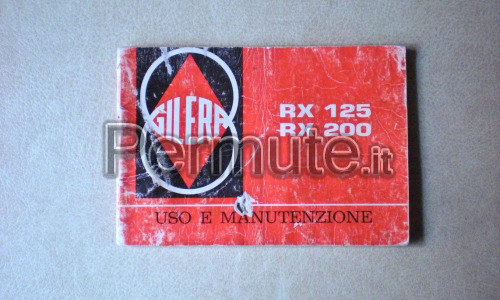 GILERA
RX 125
RX 200
Permute.it
USO E MANUTENZIONE